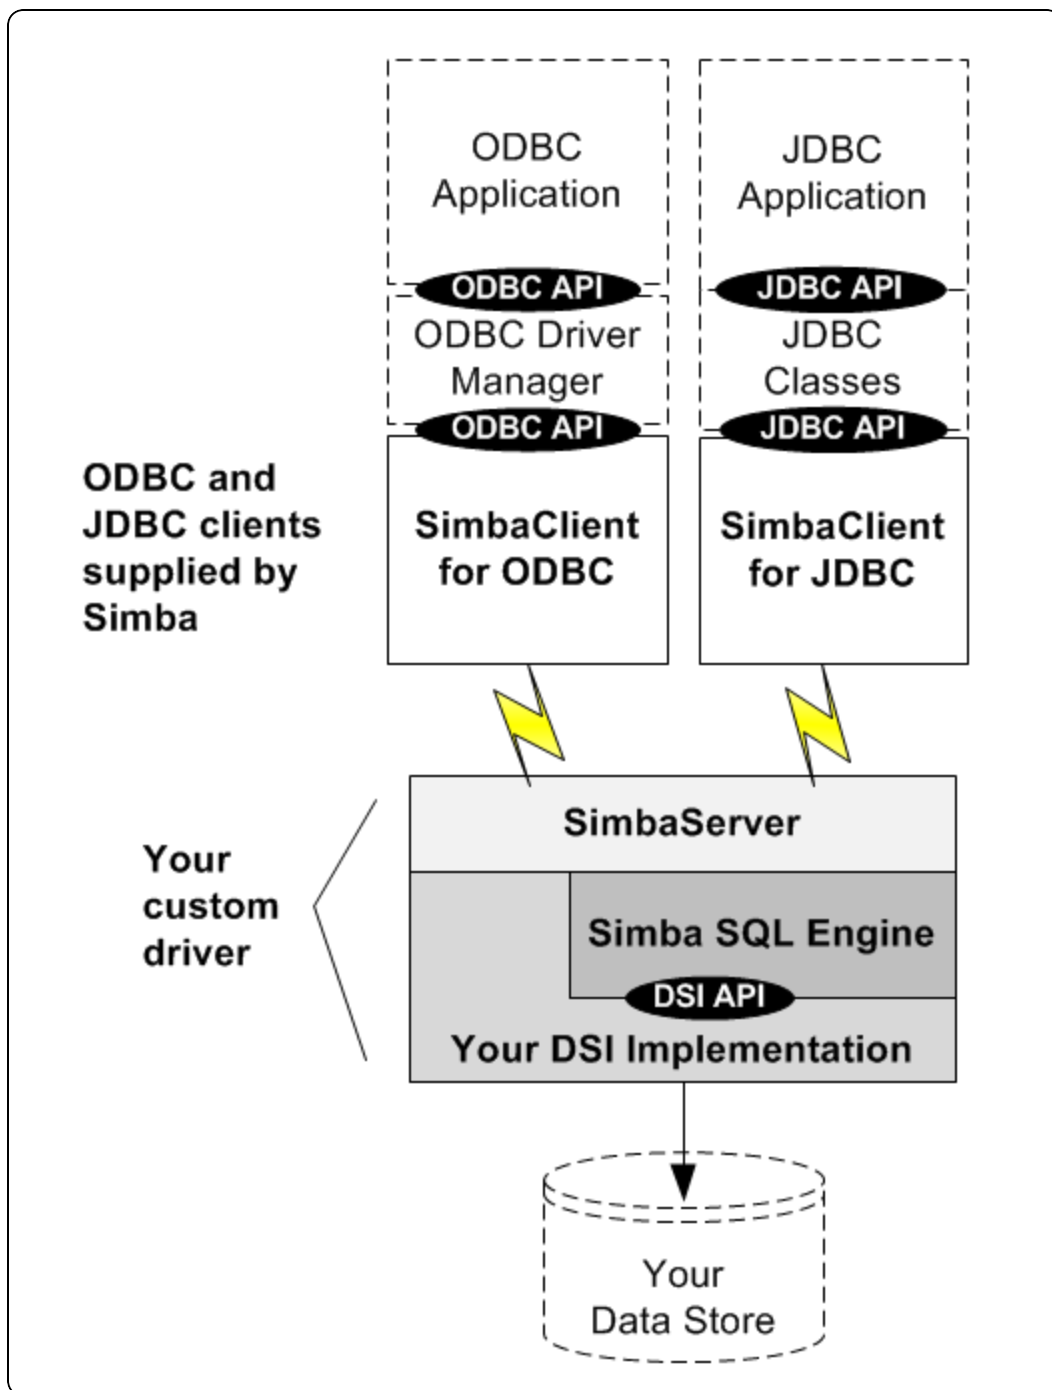 ODBC
Application
JDBC
Application
ODBC API
JDBC API
ODBC Driver
Manager
JDBC
Classes
ODBC API
JDBC API
ODBC and
JDBC clients
supplied by
Simba
SimbaClient
for ODBC
SimbaClient
for JDBC
SimbaServer
Your
custom
driver
Simba SQL Engine
DSI API
Your DSI Implementation
Your
Data Store